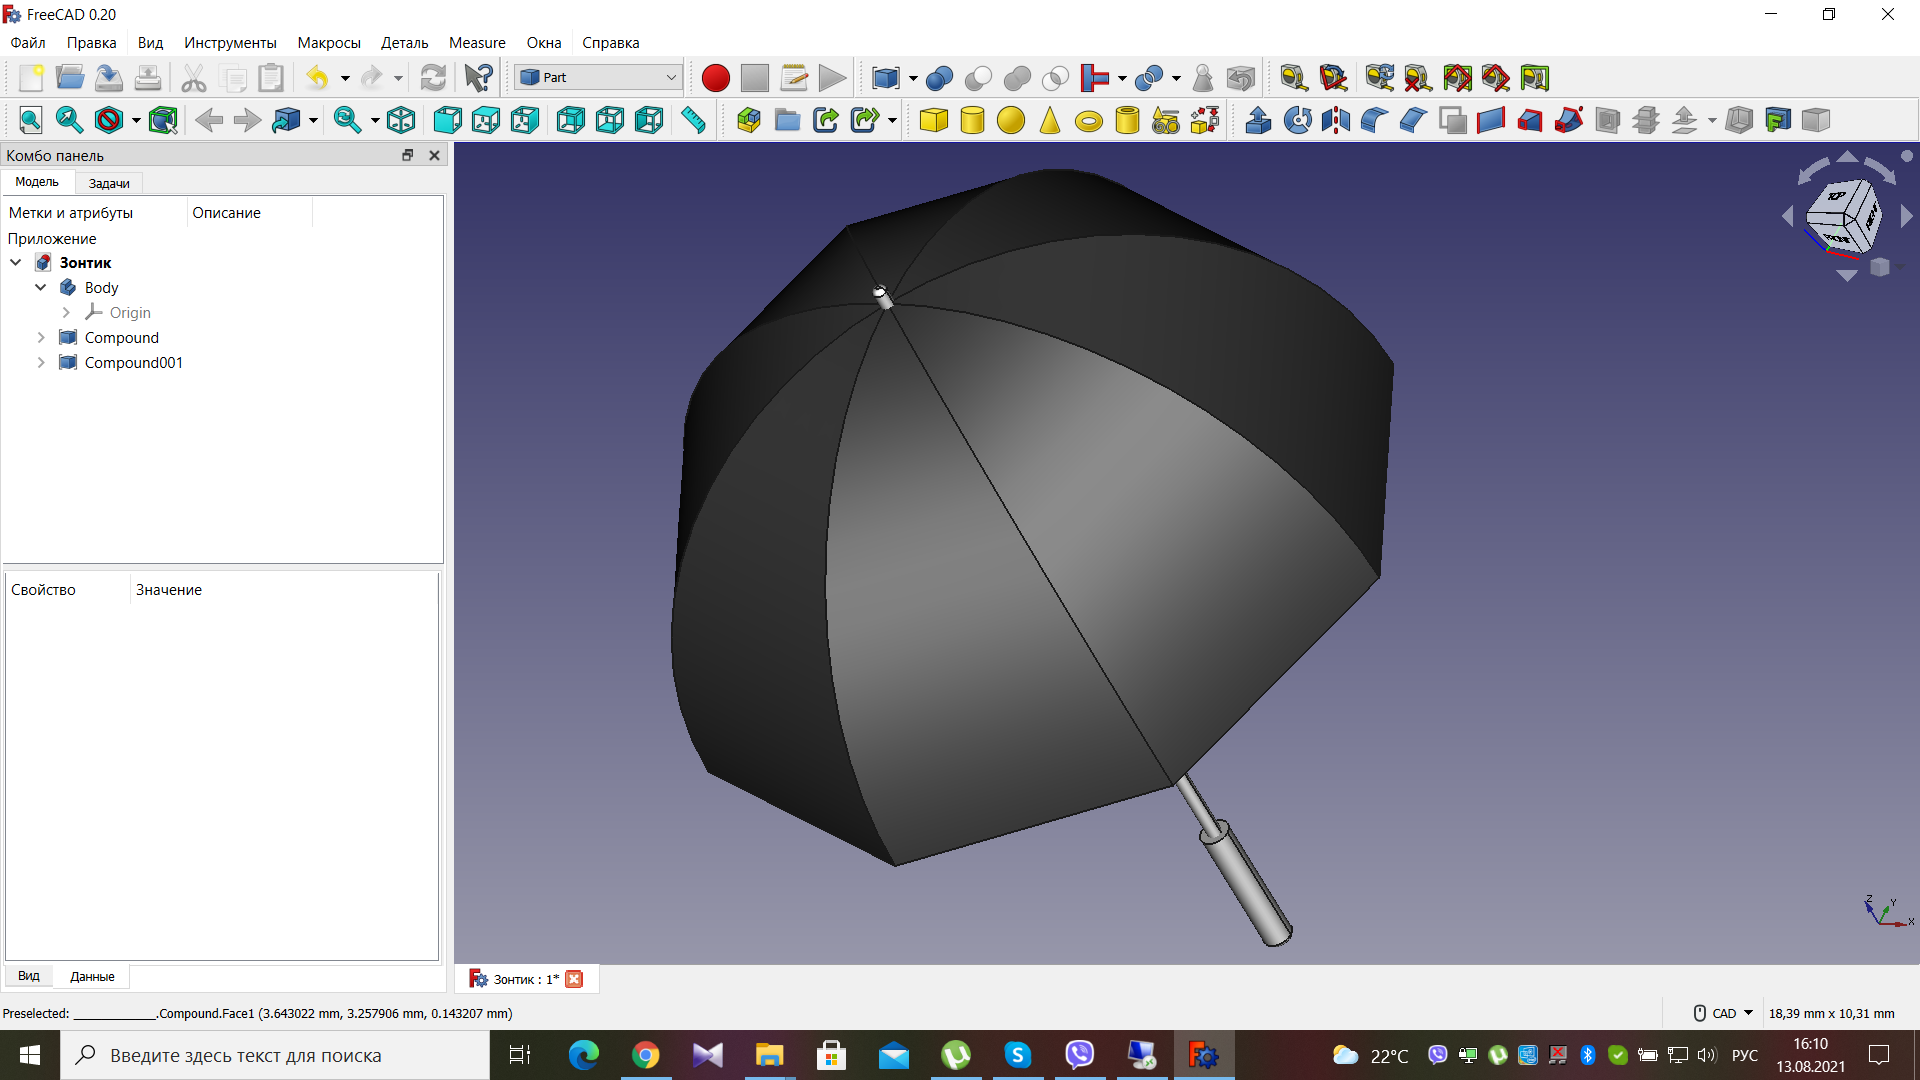 FreeCAD 0.20
Файл Правка Вид Инструменты Макросы Деталь Measure Окна Справка
Part
Комбо панель
Модель Задачи
Метки и атрибуты Описание
Приложение
Зонтик
Body
Origin
Compound
Compound001
TOP
Свойство Значение
Z
Y
X
Вид Данные
Зонтик : 1*
Preselected: _____________.Compound.Face1 (3.643022 mm, 3.257906 mm, 0.143207 mm)
CAD
18,39 mm x 10,31 mm
Введите здесь текст для поиска
22°C
РУС
16:10
13.08.2021